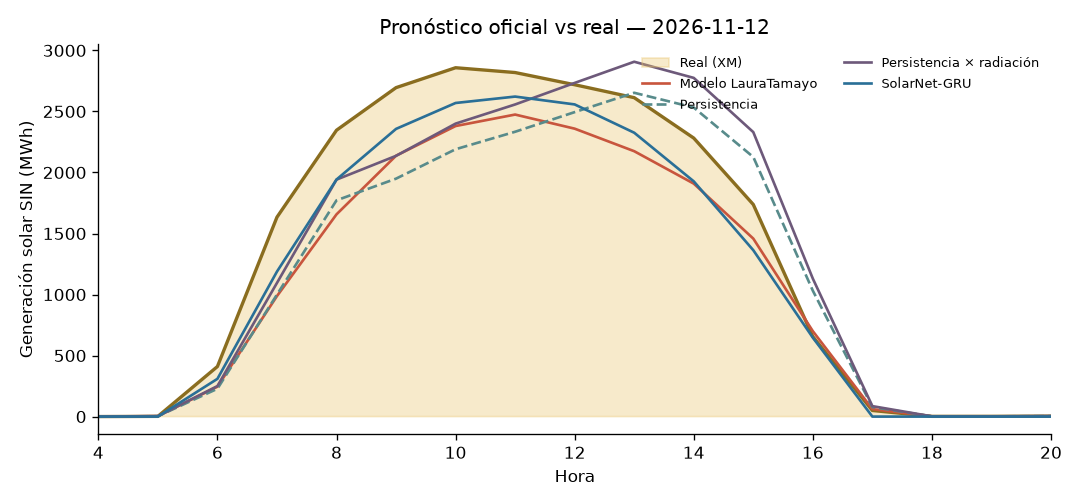 Pronóstico oficial vs real — 2026-11-12
Real (XM)
Modelo LauraTamayo
Persistencia
Persistencia × radiación
SolarNet-GRU
Generación solar SIN (MWh)
3000
2500
2000
1500
1000
500
0
4 6 8 10 12 14 16 18 20
Hora